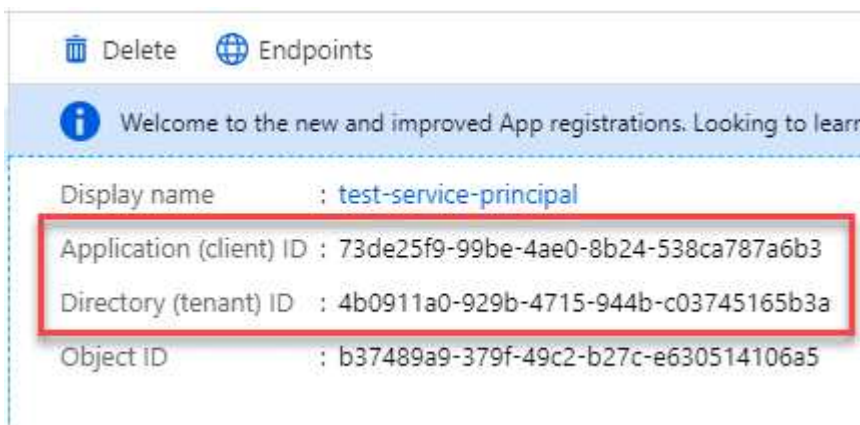 Delete Endpoints
Welcome to the new and improved App registrations. Looking to learn
Display name : test-service-principal
Application (client) ID : 73de25f9-99be-4ae0-8b24-538ca787a6b3
Directory (tenant) ID : 4b0911a0-929b-4715-944b-c03745165b3a
Object ID : b37489a9-379f-49c2-b27c-e630514106a5